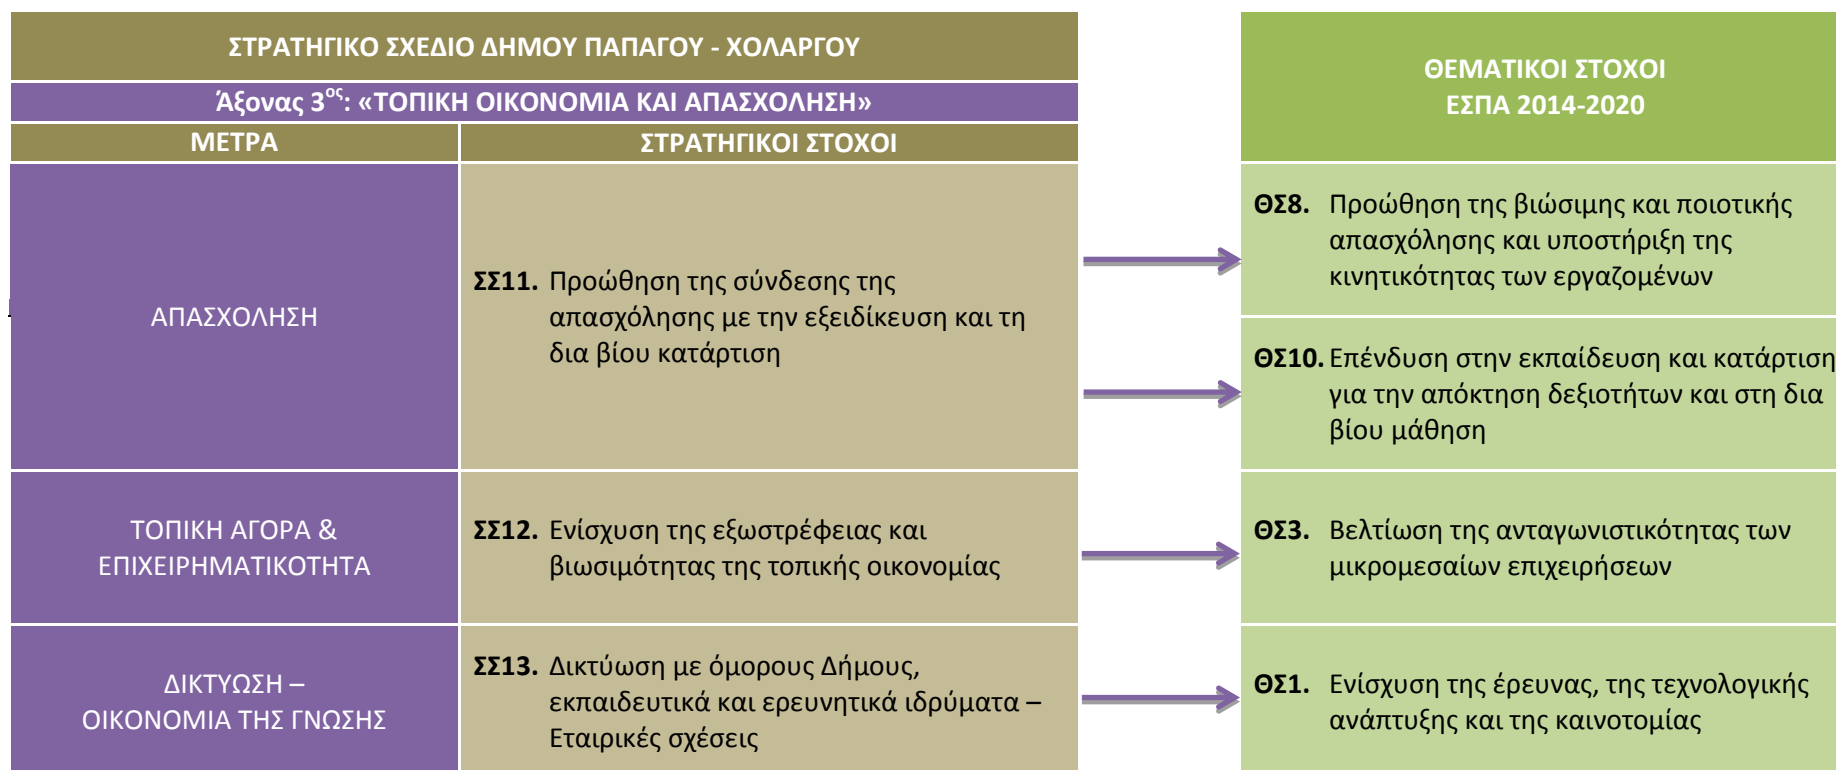 ΣΤΡΑΤΗΓΙΚΟ ΣΧΕΔΙΟ ΔΗΜΟΥ ΠΑΠΑΓΟΥ - ΧΟΛΑΡΓΟΥ
Άξονας 3ος: «ΤΟΠΙΚΗ ΟΙΚΟΝΟΜΙΑ ΚΑΙ ΑΠΑΣΧΟΛΗΣΗ»
ΜΕΤΡΑ
ΣΤΡΑΤΗΓΙΚΟΙ ΣΤΟΧΟΙ
ΘΕΜΑΤΙΚΟΙ ΣΤΟΧΟΙ
ΕΣΠΑ 2014-2020
ΑΠΑΣΧΟΛΗΣΗ
ΣΣ11. Προώθηση της σύνδεσης της
απασχόλησης με την εξειδίκευση και τη
δια βίου κατάρτιση
ΘΣ8. Προώθηση της βιώσιμης και ποιοτικής
απασχόλησης και υποστήριξη της
κινητικότητας των εργαζομένων
ΘΣ10. Επένδυση στην εκπαίδευση και κατάρτιση
για την απόκτηση δεξιοτήτων και στη δια
βίου μάθηση
ΤΟΠΙΚΗ ΑΓΟΡΑ &
ΕΠΙΧΕΙΡΗΜΑΤΙΚΟΤΗΤΑ
ΣΣ12. Ενίσχυση της εξωστρέφειας και
βιωσιμότητας της τοπικής οικονομίας
ΘΣ3. Βελτίωση της ανταγωνιστικότητας των
μικρομεσαίων επιχειρήσεων
ΔΙΚΤΥΩΣΗ –
ΟΙΚΟΝΟΜΙΑ ΤΗΣ ΓΝΩΣΗΣ
ΣΣ13. Δικτύωση με όμορους Δήμους,
εκπαιδευτικά και ερευνητικά ιδρύματα –
Εταιρικές σχέσεις
ΘΣ1. Ενίσχυση της έρευνας, της τεχνολογικής
ανάπτυξης και της καινοτομίας